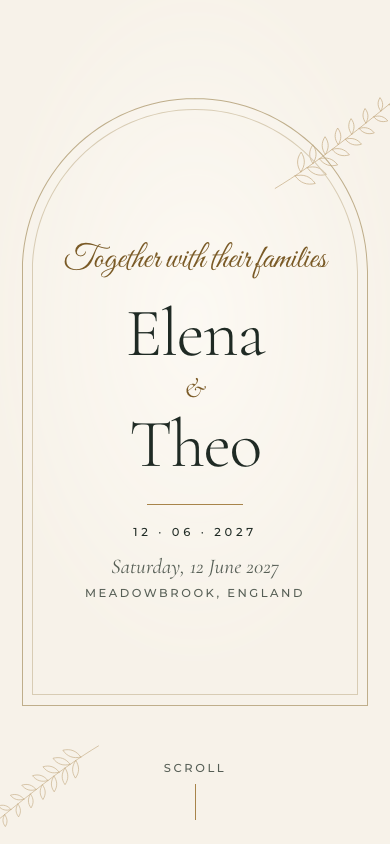 Together with their families
Elena
&
Theo
12 · 06 · 2027
Saturday, 12 June 2027
MEADOWBROOK, ENGLAND
SCROLL